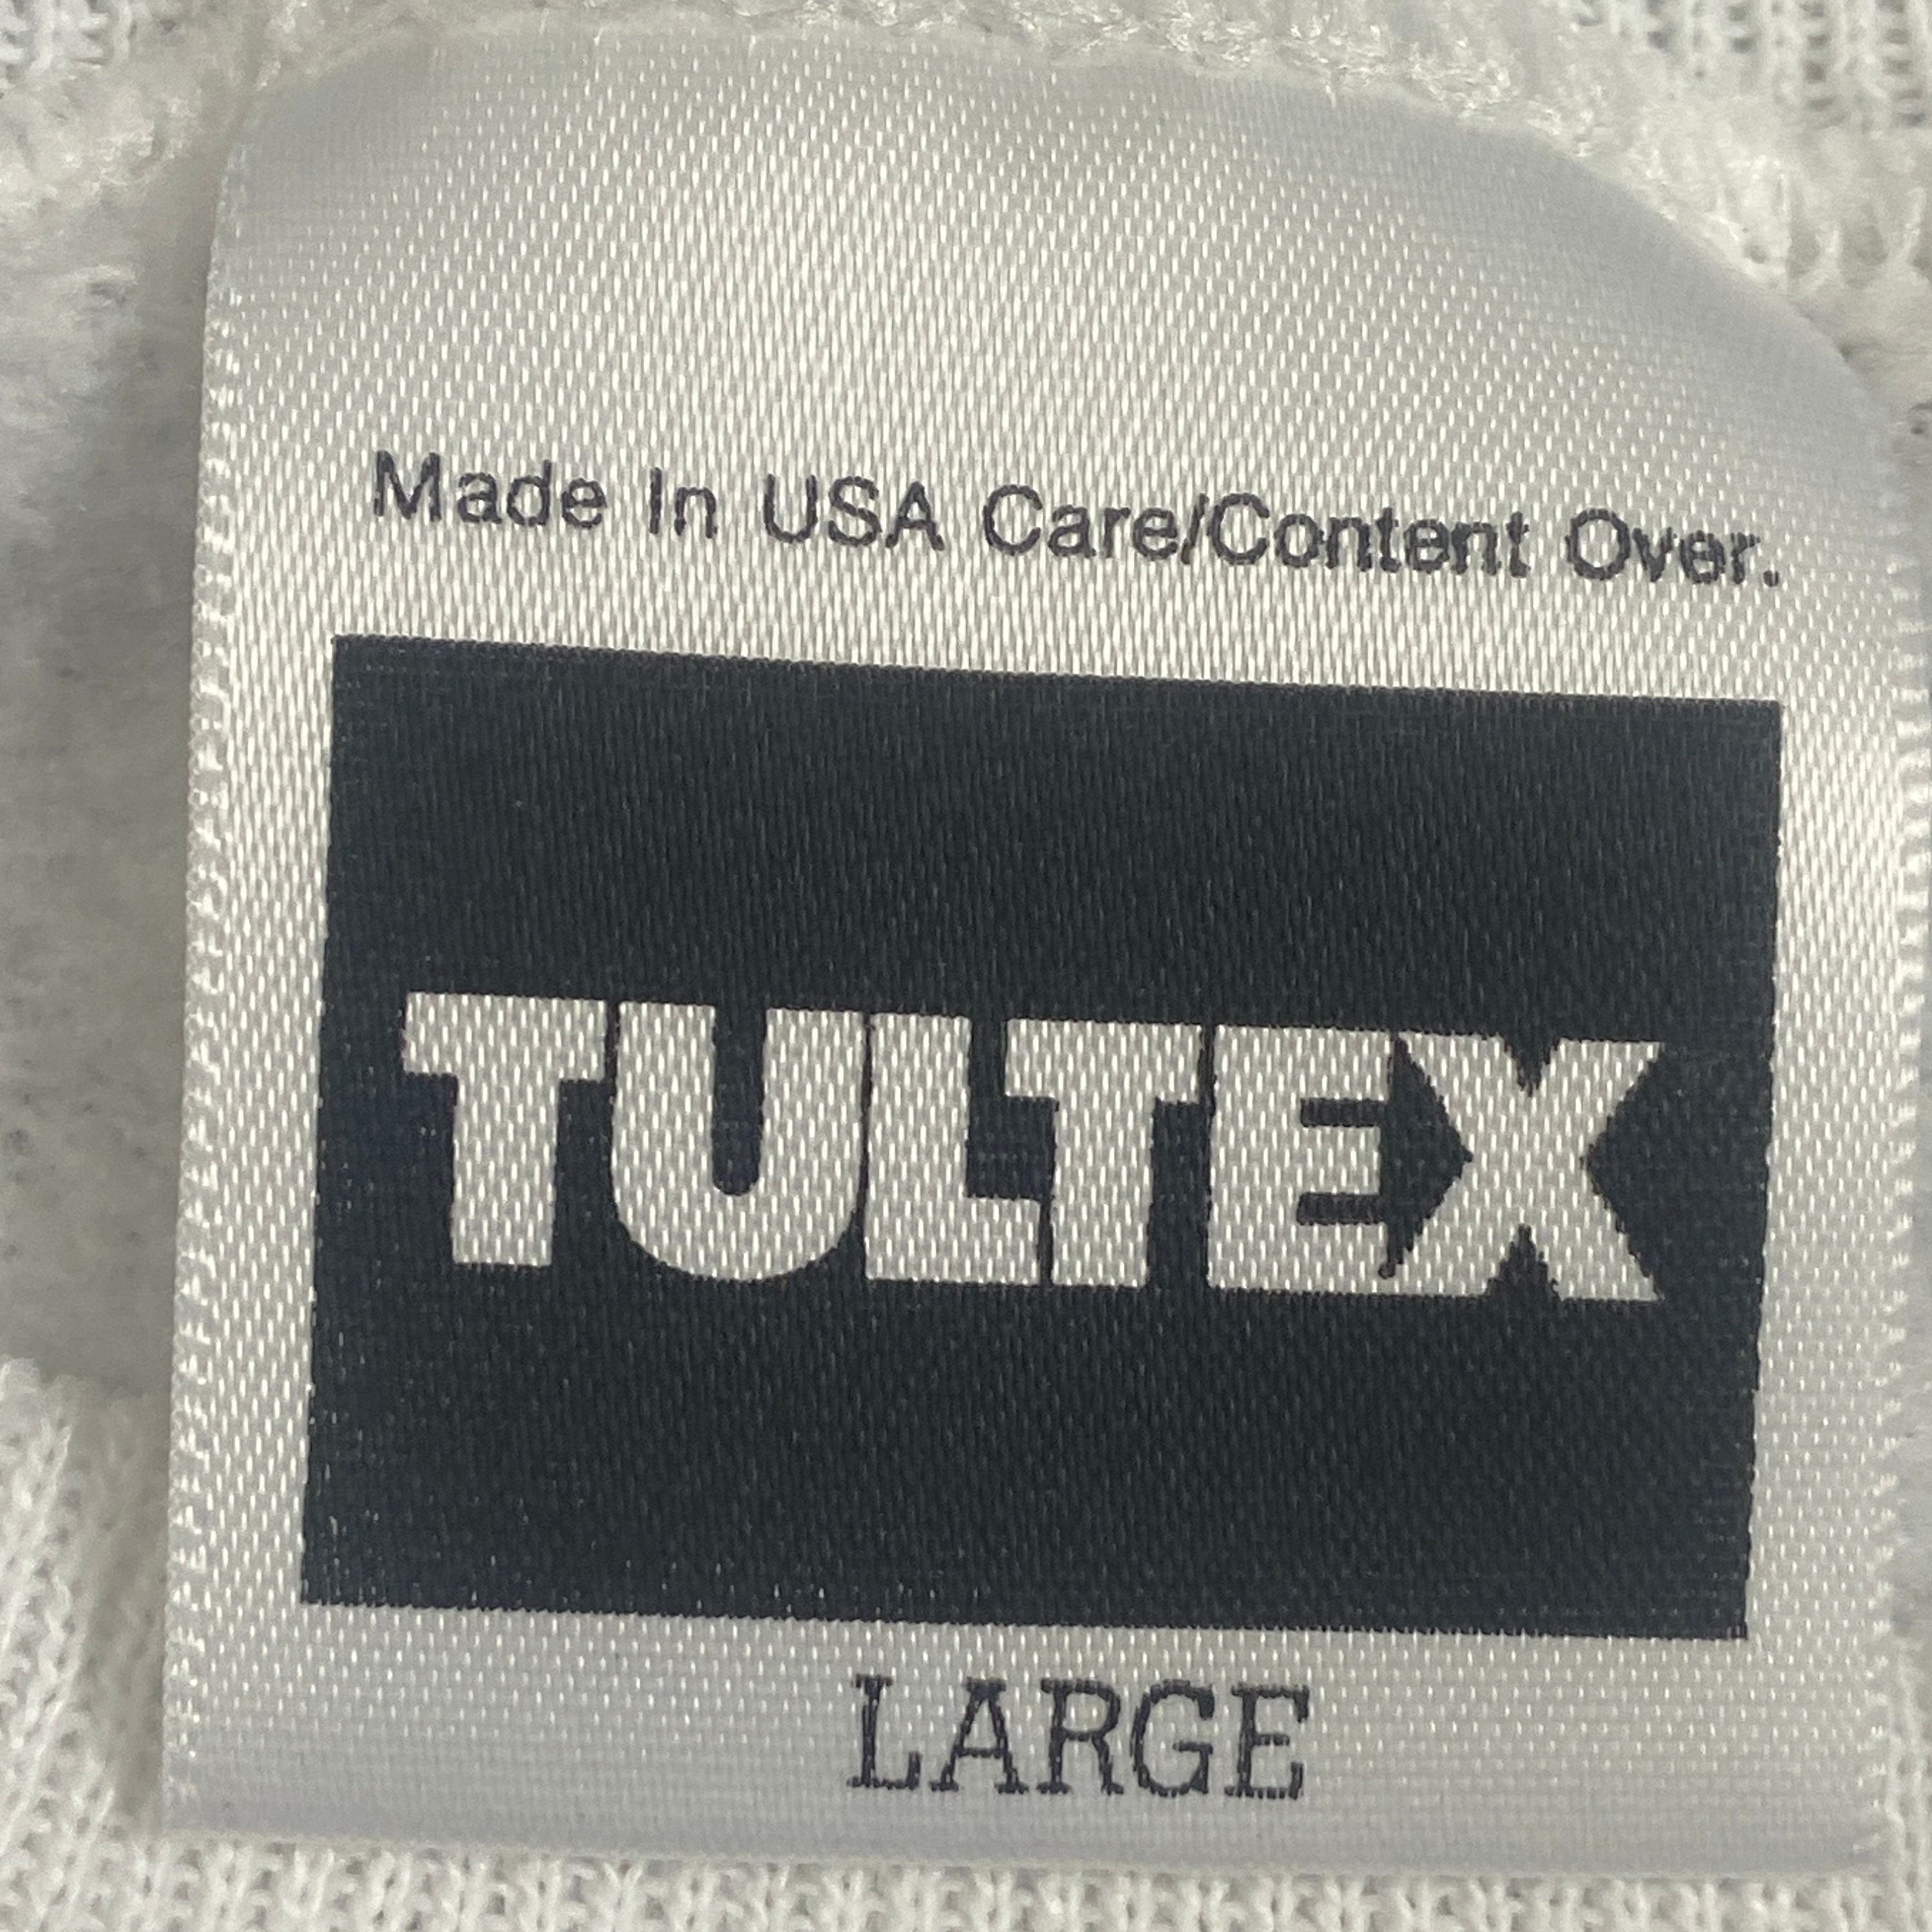 Made In USA Care/Content Over.
TULTEX
LARGE